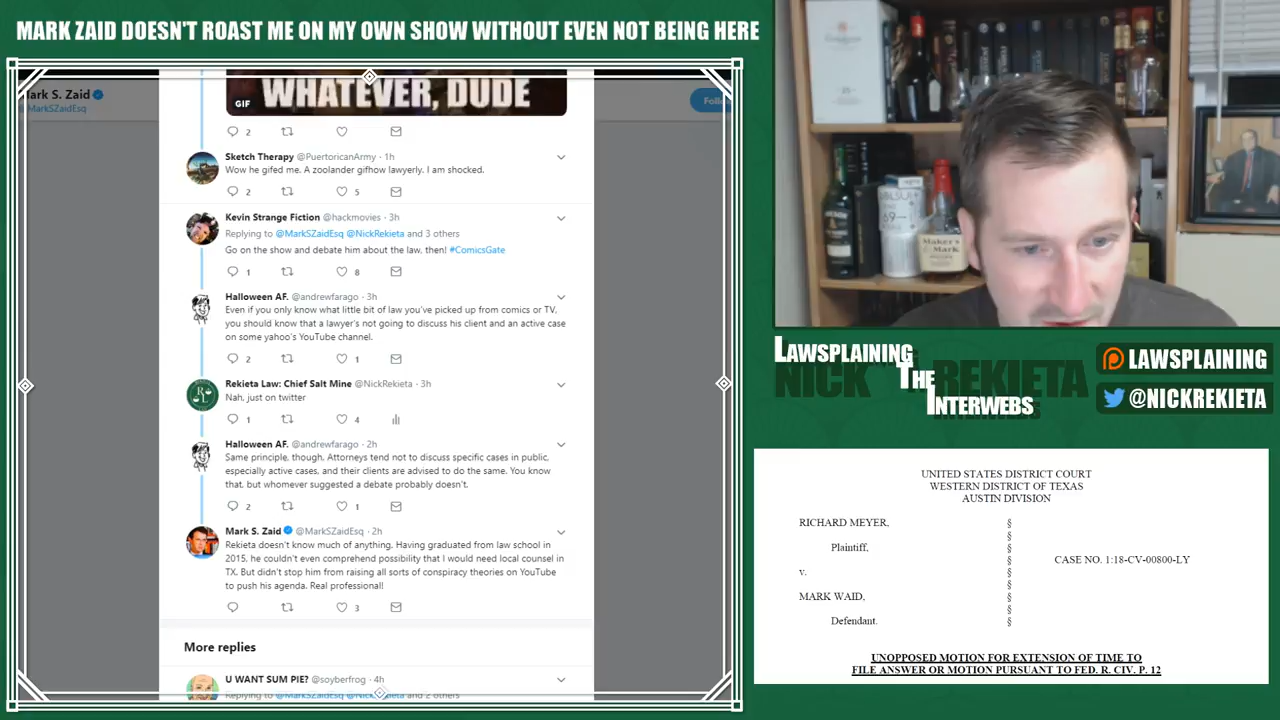 MARK ZAID DOESN'T ROAST ME ON MY OWN SHOW WITHOUT EVEN NOT BEING HERE
ark S. Zaid
MarkSZaidEsq
Foll
WHATEVER, DUDE
GIF
2
Sketch Therapy @PuertoricanArmy · 1h
Wow he gifed me. A zoolander gifhow lawyerly. I am shocked.
2 5
Kevin Strange Fiction @hackmovies · 3h
Replying to @MarkSZaidEsq @NickRekieta and 3 others
Go on the show and debate him about the law, then! #ComicsGate
1 8
Halloween AF. @andrewfarago · 3h
Even if you only know what little bit of law you've picked up from comics or TV,
you should know that a lawyer's not going to discuss his client and an active case
on some yahoo's YouTube channel.
2 1
Rekieta Law: Chief Salt Mine @NickRekieta · 3h
Nah, just on twitter
1 4
Halloween AF. @andrewfarago · 2h
Same principle, though. Attorneys tend not to discuss specific cases in public,
especially active cases, and their clients are advised to do the same. You know
that, but whomever suggested a debate probably doesn't.
2 1
Mark S. Zaid @MarkSZaidEsq · 2h
Rekieta doesn't know much of anything. Having graduated from law school in
2015, he couldn't even comprehend possibility that I would need local counsel in
TX. But didn't stop him from raising all sorts of conspiracy theories on YouTube
to push his agenda. Real professional!
3
More replies
U WANT SUM PIE? @soyberfrog · 4h
Replying to @MarkSZaidEsq @NickRekieta and 2 others
Maker's
Mark
LAWSPLAINING
THE
INTERWEBS
NICK REKIETA
LAWSPLAINING
@NICKREKIETA
UNITED STATES DISTRICT COURT
WESTERN DISTRICT OF TEXAS
AUSTIN DIVISION
RICHARD MEYER, §
§
Plaintiff, §
§ CASE NO. 1:18-CV-00800-LY
v. §
§
MARK WAID, §
§
Defendant. §
UNOPPOSED MOTION FOR EXTENSION OF TIME TO
FILE ANSWER OR MOTION PURSUANT TO FED. R. CIV. P. 12